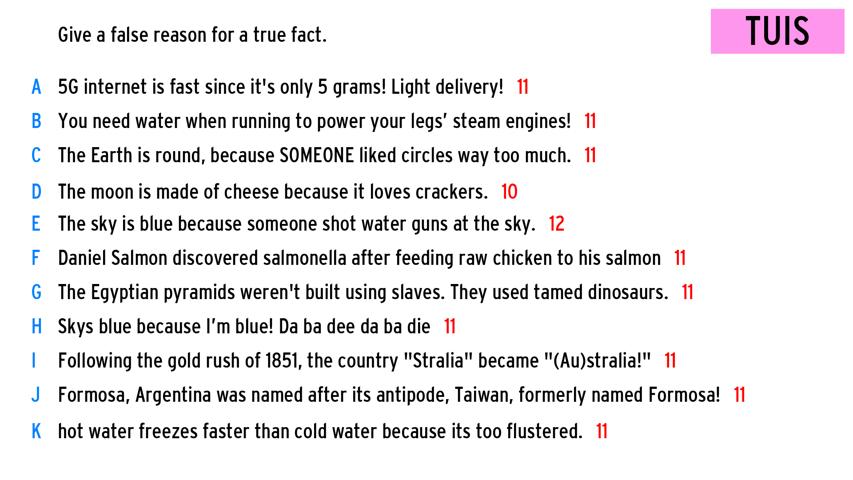 Give a false reason for a true fact.
TUIS
A 5G internet is fast since it's only 5 grams! Light delivery! 11
B You need water when running to power your legs’ steam engines! 11
C The Earth is round, because SOMEONE liked circles way too much. 11
D The moon is made of cheese because it loves crackers. 10
E The sky is blue because someone shot water guns at the sky. 12
F Daniel Salmon discovered salmonella after feeding raw chicken to his salmon 11
G The Egyptian pyramids weren't built using slaves. They used tamed dinosaurs. 11
H Skys blue because I’m blue! Da ba dee da ba die 11
I Following the gold rush of 1851, the country "Stralia" became "(Au)stralia!" 11
J Formosa, Argentina was named after its antipode, Taiwan, formerly named Formosa! 11
K hot water freezes faster than cold water because its too flustered. 11